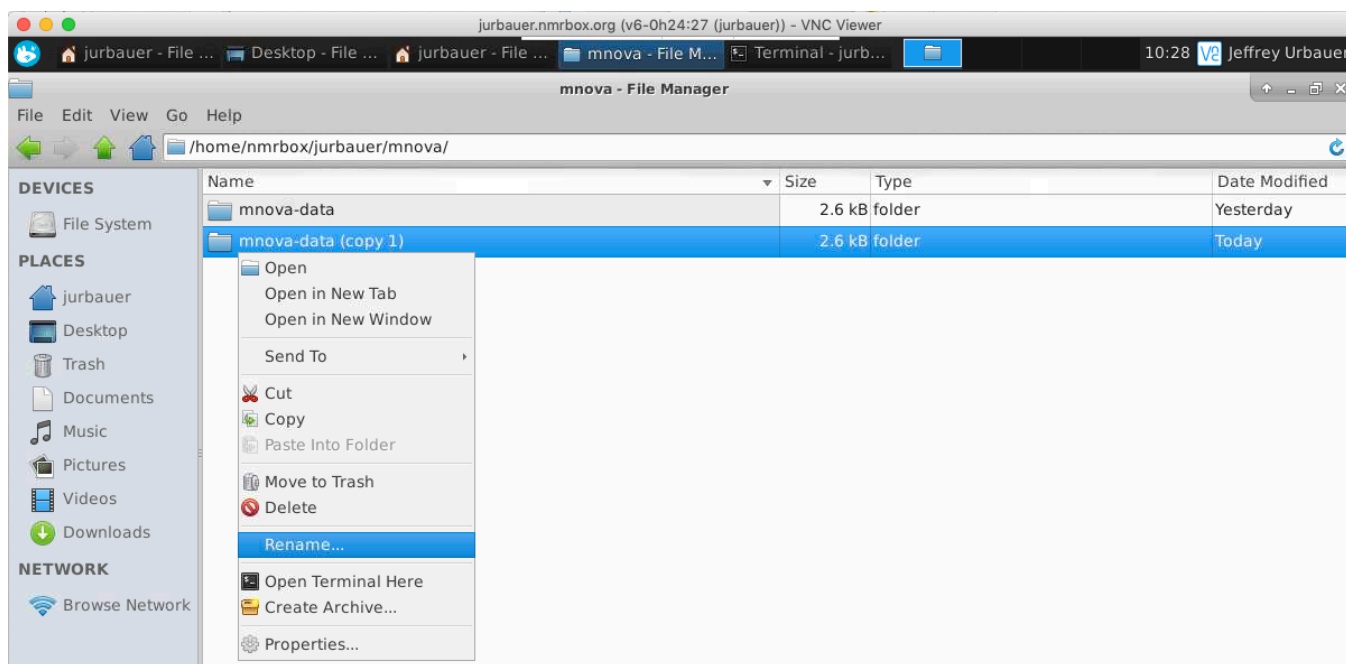 jurbauer.nmrbox.org (v6-0h24:27 (jurbauer)) - VNC Viewer
jurbauer - File ... Desktop - File ... jurbauer - File ... mnova - File M... Terminal - jurb... 10:28 V2 Jeffrey Urbauer
mnova - File Manager
File Edit View Go Help
/home/nmrbox/jurbauer/mnova/
DEVICES
File System
PLACES
jurbauer
Desktop
Trash
Documents
Music
Pictures
Videos
Downloads
NETWORK
Browse Network
Name Size Type Date Modified
mnova-data 2.6 kB folder Yesterday
mnova-data (copy 1) 2.6 kB folder Today
Open
Open in New Tab
Open in New Window
Send To
Cut
Copy
Paste Into Folder
Move to Trash
Delete
Rename...
Open Terminal Here
Create Archive...
Properties...